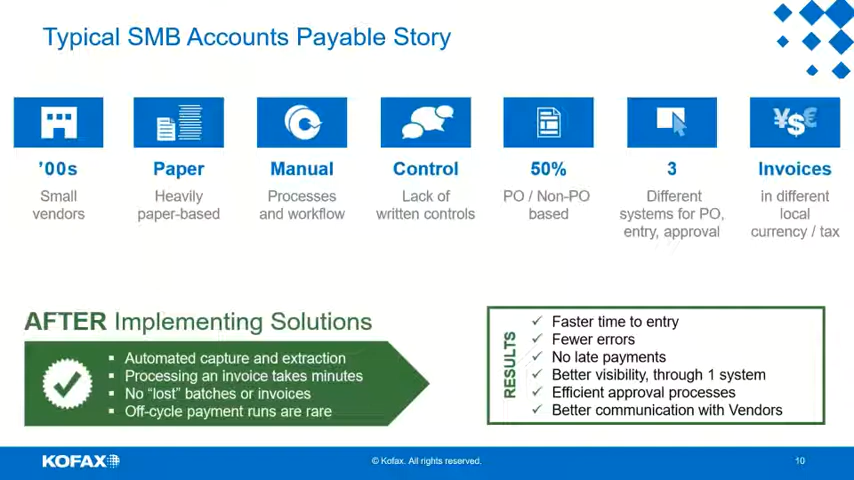 Typical SMB Accounts Payable Story
¥$€
'00s
Small
vendors
Paper
Heavily
paper-based
Manual
Processes
and workflow
Control
Lack of
written controls
50%
PO / Non-PO
based
3
Different
systems for PO,
entry, approval
Invoices
in different
local
currency / tax
AFTER Implementing Solutions
▪ Automated capture and extraction
▪ Processing an invoice takes minutes
▪ No “lost” batches or invoices
▪ Off-cycle payment runs are rare
RESULTS
✓ Faster time to entry
✓ Fewer errors
✓ No late payments
✓ Better visibility, through 1 system
✓ Efficient approval processes
✓ Better communication with Vendors
KOFAX
© Kofax. All rights reserved.
10